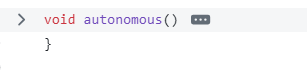 void autonomous() ...
}